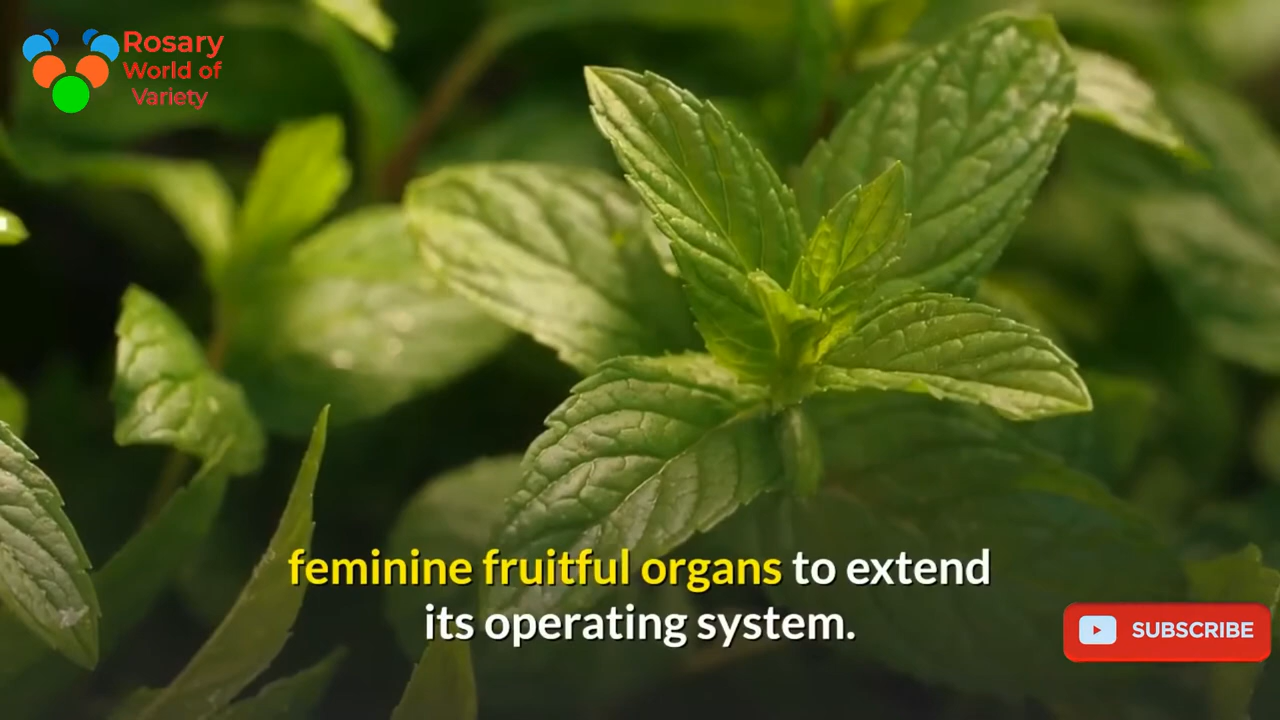 Rosary
World of
Variety
feminine fruitful organs to extend
its operating system.
SUBSCRIBE